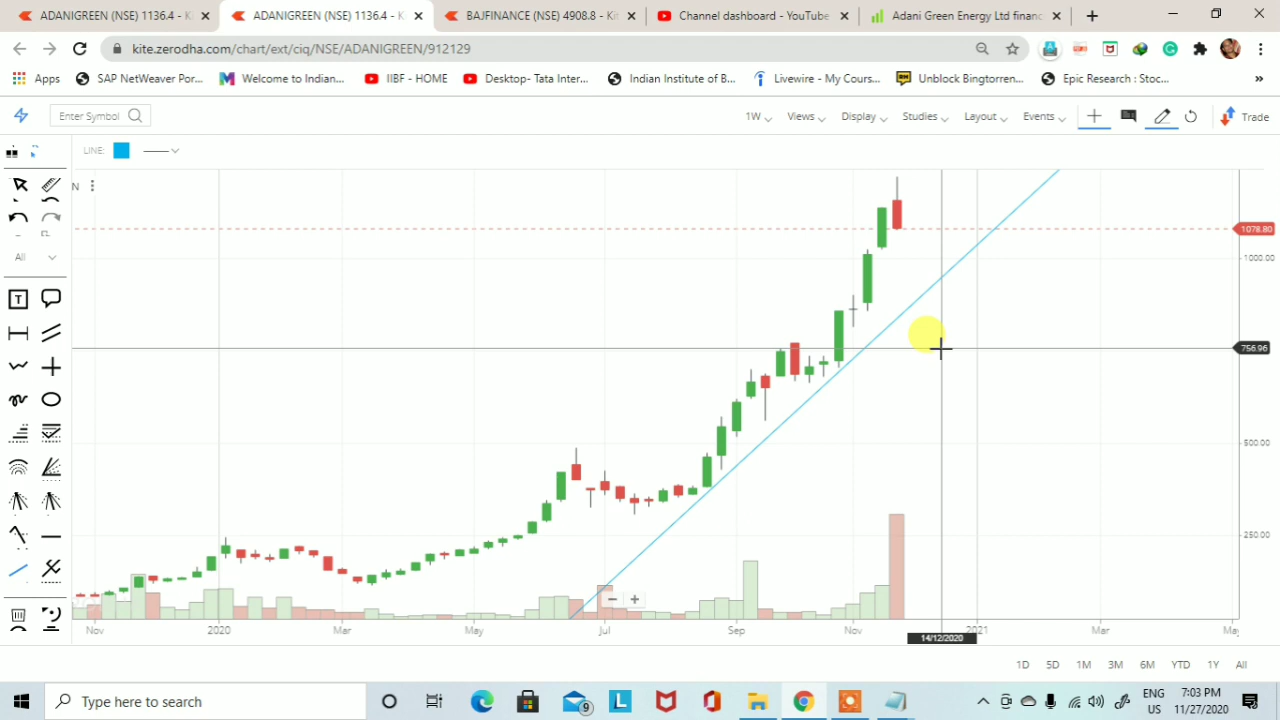 ADANIGREEN (NSE) 1136.4 - K
ADANIGREEN (NSE) 1136.4 - K
BAJFINANCE (NSE) 4908.8 - Kit
Channel dashboard - YouTube
Adani Green Energy Ltd financ
kite.zerodha.com/chart/ext/ciq/NSE/ADANIGREEN/912129
Apps
SAP NetWeaver Por...
Welcome to Indian...
IIBF - HOME
Desktop- Tata Inter...
Indian Institute of B...
Livewire - My Cours...
Unblock Bingtorren...
Epic Research : Stoc...
»
Enter Symbol
1W
Views
Display
Studies
Layout
Events
Trade
LINE:
N
1078.80
All
1000.00
T
756.96
500.00
250.00
Nov
2020
Mar
May
Jul
Sep
Nov
2021
Mar
May
14/12/2020
1D
5D
1M
3M
6M
YTD
1Y
All
Type here to search
9
L
ENG
US
7:03 PM
11/27/2020